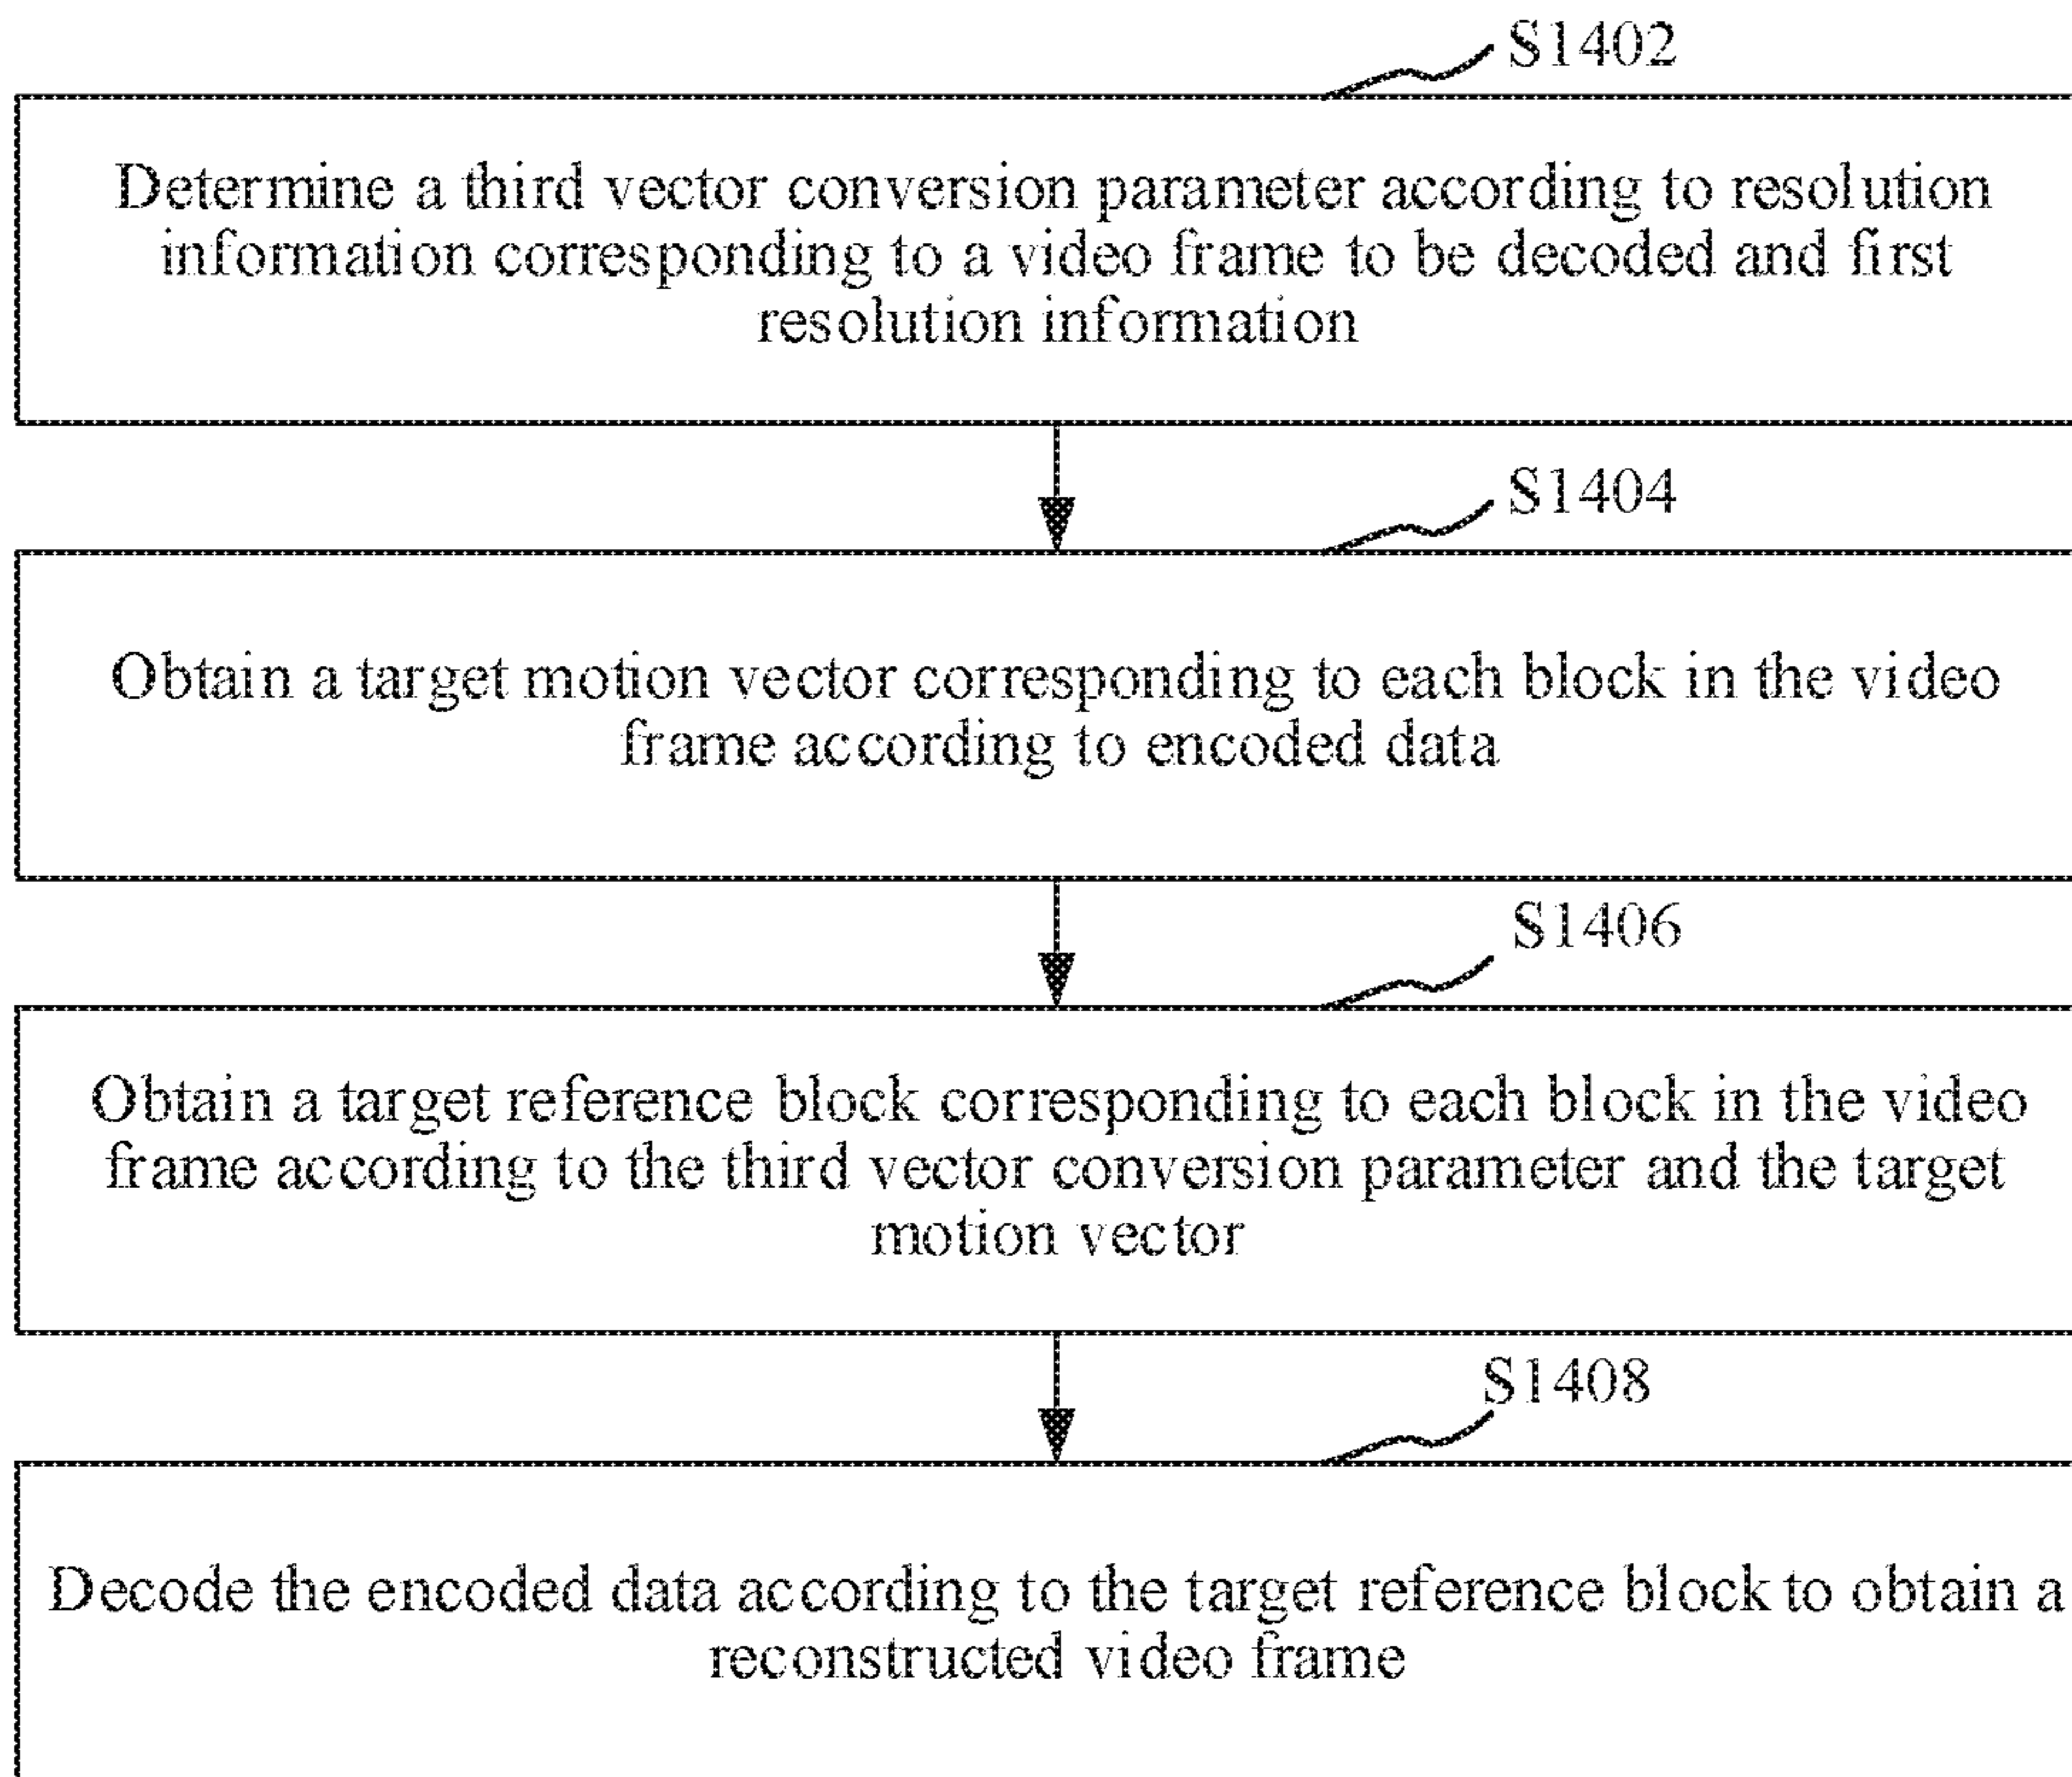 S1402
Determine a third vector conversion parameter according to resolution
information corresponding to a video frame to be decoded and first
resolution information
S1404
Obtain a target motion vector corresponding to each block in the video
frame according to encoded data
S1406
Obtain a target reference block corresponding to each block in the video
frame according to the third vector conversion parameter and the target
motion vector
S1408
Decode the encoded data according to the target reference block to obtain a
reconstructed video frame